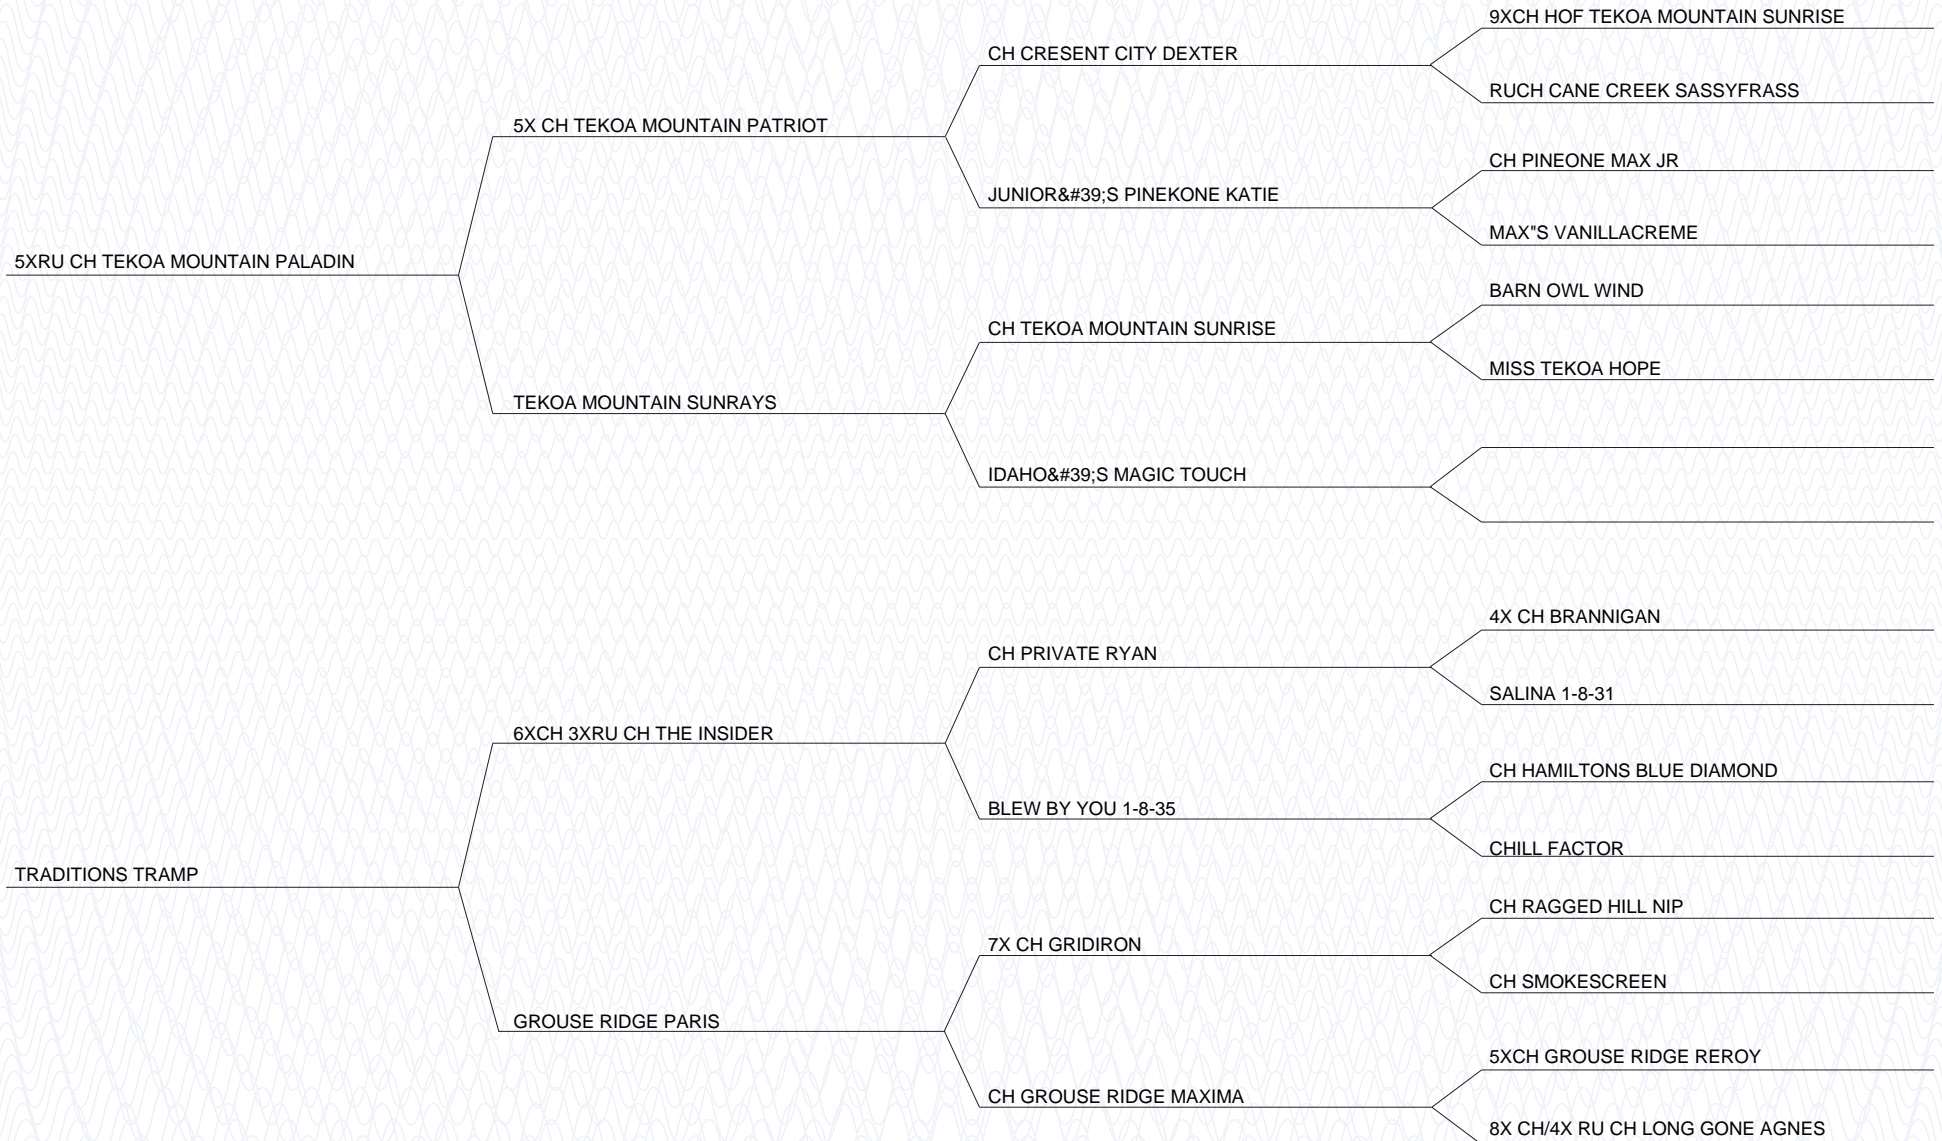 9XCH HOF TEKOA MOUNTAIN SUNRISE
CH CRESENT CITY DEXTER
RUCH CANE CREEK SASSYFRASS
5X CH TEKOA MOUNTAIN PATRIOT
CH PINEONE MAX JR
JUNIOR&#39;S PINEKONE KATIE
MAX"S VANILLACREME
5XRU CH TEKOA MOUNTAIN PALADIN
BARN OWL WIND
CH TEKOA MOUNTAIN SUNRISE
MISS TEKOA HOPE
TEKOA MOUNTAIN SUNRAYS
IDAHO&#39;S MAGIC TOUCH
4X CH BRANNIGAN
CH PRIVATE RYAN
SALINA 1-8-31
6XCH 3XRU CH THE INSIDER
CH HAMILTONS BLUE DIAMOND
BLEW BY YOU 1-8-35
CHILL FACTOR
TRADITIONS TRAMP
CH RAGGED HILL NIP
7X CH GRIDIRON
CH SMOKESCREEN
GROUSE RIDGE PARIS
5XCH GROUSE RIDGE REROY
CH GROUSE RIDGE MAXIMA
8X CH/4X RU CH LONG GONE AGNES